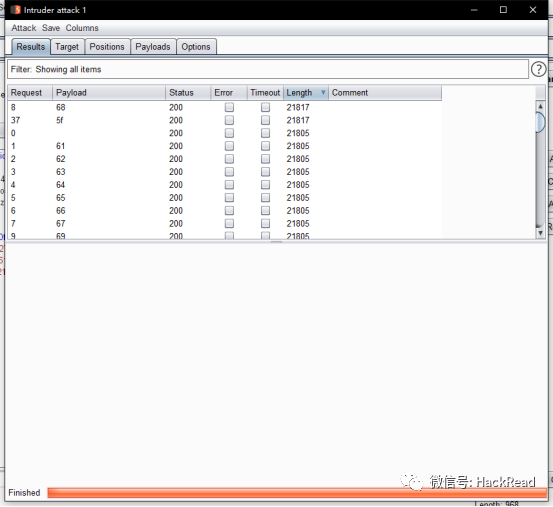 Intruder attack 1
Attack Save Columns
Results Target Positions Payloads Options
Filter: Showing all items
?
Request Payload Status Error Timeout Length Comment
8 68 200 21817
37 5f 200 21817
0 200 21805
1 61 200 21805
2 62 200 21805
3 63 200 21805
4 64 200 21805
5 65 200 21805
6 66 200 21805
7 67 200 21805
9 69 200 21805
微信号: HackRead
Finished
Length: 968